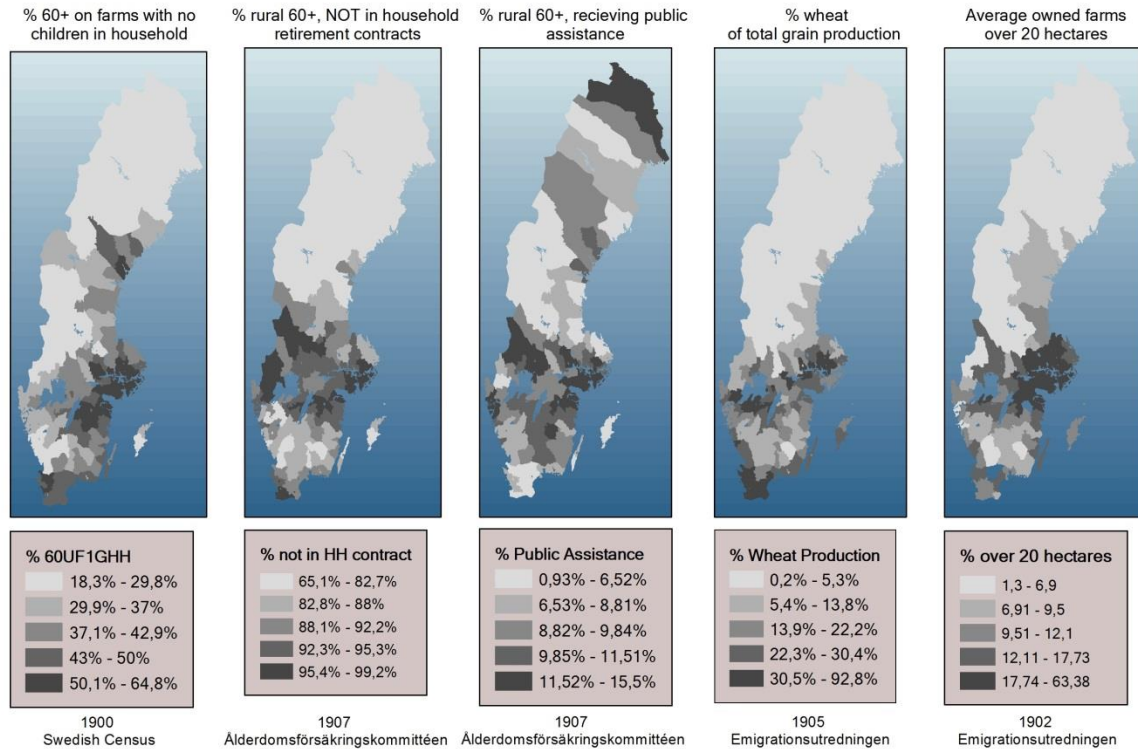 % 60+ on farms with no
children in household
% rural 60+, NOT in household
retirement contracts
% rural 60+, recieving public
assistance
% wheat
of total grain production
Average owned farms
over 20 hectares
% 60UF1GHH
18,3% - 29,8%
29,9% - 37%
37,1% - 42,9%
43% - 50%
50,1% - 64,8%
% not in HH contract
65,1% - 82,7%
82,8% - 88%
88,1% - 92,2%
92,3% - 95,3%
95,4% - 99,2%
% Public Assistance
0,93% - 6,52%
6,53% - 8,81%
8,82% - 9,84%
9,85% - 11,51%
11,52% - 15,5%
% Wheat Production
0,2% - 5,3%
5,4% - 13,8%
13,9% - 22,2%
22,3% - 30,4%
30,5% - 92,8%
% over 20 hectares
1,3 - 6,9
6,91 - 9,5
9,51 - 12,1
12,11 - 17,73
17,74 - 63,38
1900
Swedish Census
1907
Ålderdomsförsäkringskommittéen
1907
Ålderdomsförsäkringskommittéen
1905
Emigrationsutredningen
1902
Emigrationsutredningen